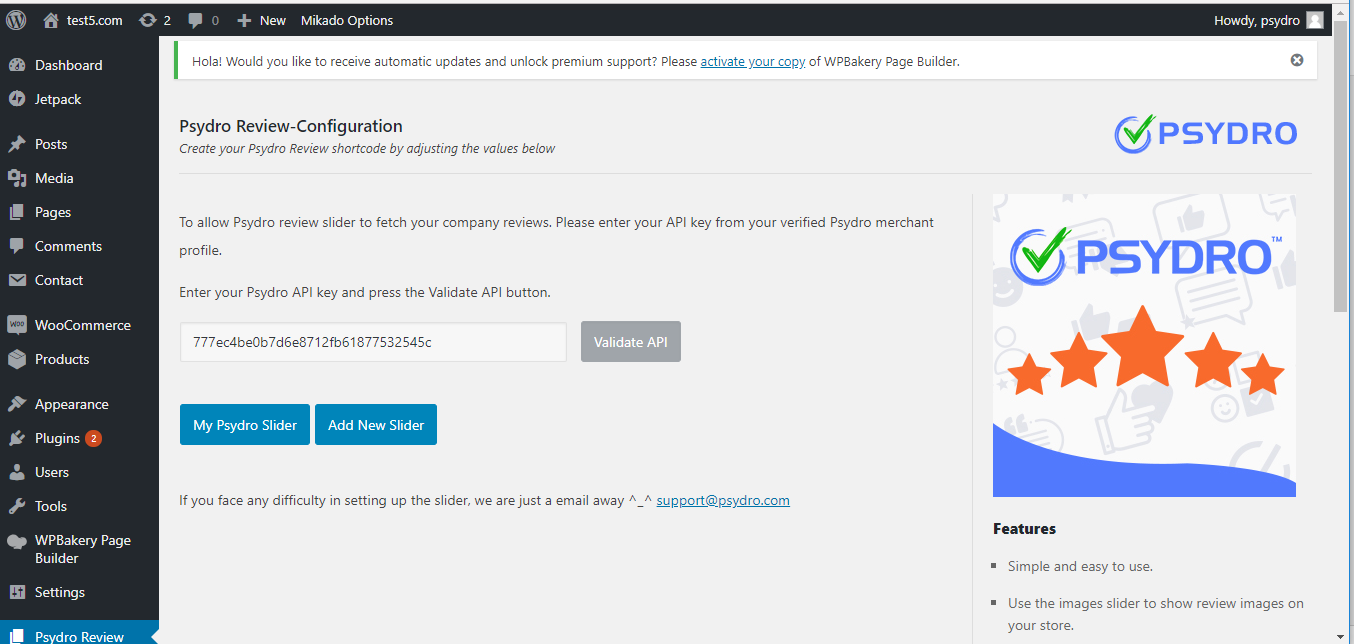 test5.com 2 0 New Mikado Options Howdy, psydro
Dashboard
Jetpack
Posts
Media
Pages
Comments
Contact
WOO WooCommerce
Products
Appearance
Plugins 2
Users
Tools
WPBakery Page
Builder
Settings
Psydro Review
Hola! Would you like to receive automatic updates and unlock premium support? Please activate your copy of WPBakery Page Builder.
Psydro Review-Configuration
Create your Psydro Review shortcode by adjusting the values below
PSYDRO
To allow Psydro review slider to fetch your company reviews. Please enter your API key from your verified Psydro merchant
profile.
Enter your Psydro API key and press the Validate API button.
777ec4be0b7d6e8712fb61877532545c Validate API
My Psydro Slider Add New Slider
If you face any difficulty in setting up the slider, we are just a email away ^_^ support@psydro.com
PSYDRO™
Features
Simple and easy to use.
Use the images slider to show review images on
your store.